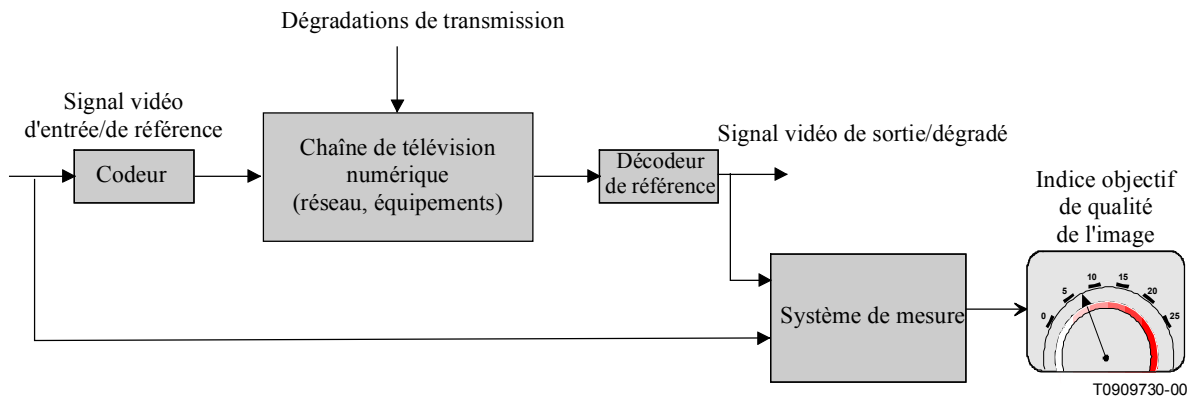 Dégradations de transmission
Signal vidéo
d'entrée/de référence
Codeur
Chaîne de télévision
numérique
(réseau, équipements)
Décodeur
de référence
Signal vidéo de sortie/dégradé
Système de mesure
Indice objectif
de qualité
de l'image
0
5
10
15
20
25
T0909730-00